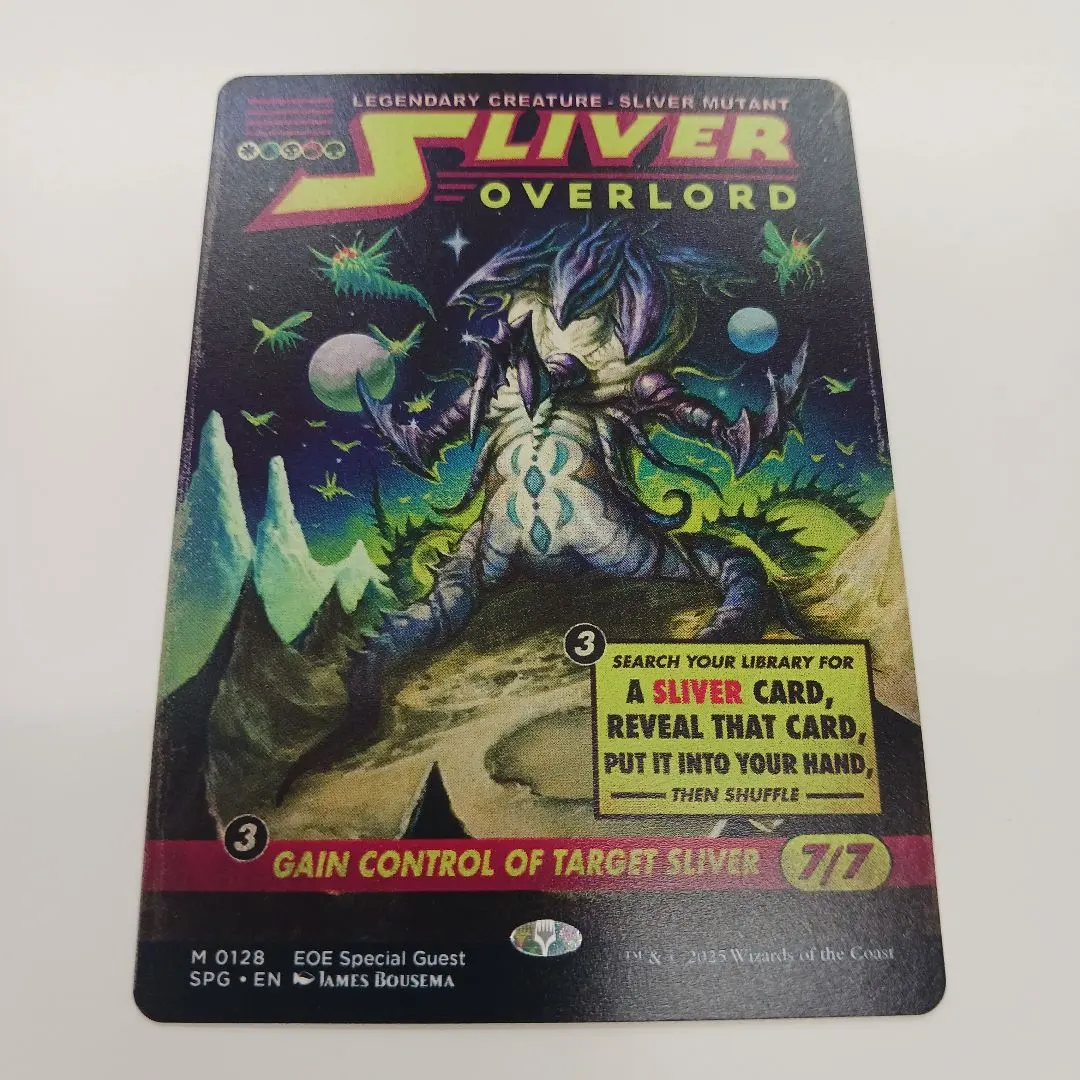 LEGENDARY CREATURE - SLIVER MUTANT
SLIVER
OVERLORD
3
SEARCH YOUR LIBRARY FOR
A SLIVER CARD,
REVEAL THAT CARD,
PUT IT INTO YOUR HAND,
THEN SHUFFLE
3
GAIN CONTROL OF TARGET SLIVER 7/7
M 0128 EOE Special Guest
SPG • EN JAMES BOUSEMA
™ & © 2025 Wizards of the Coast